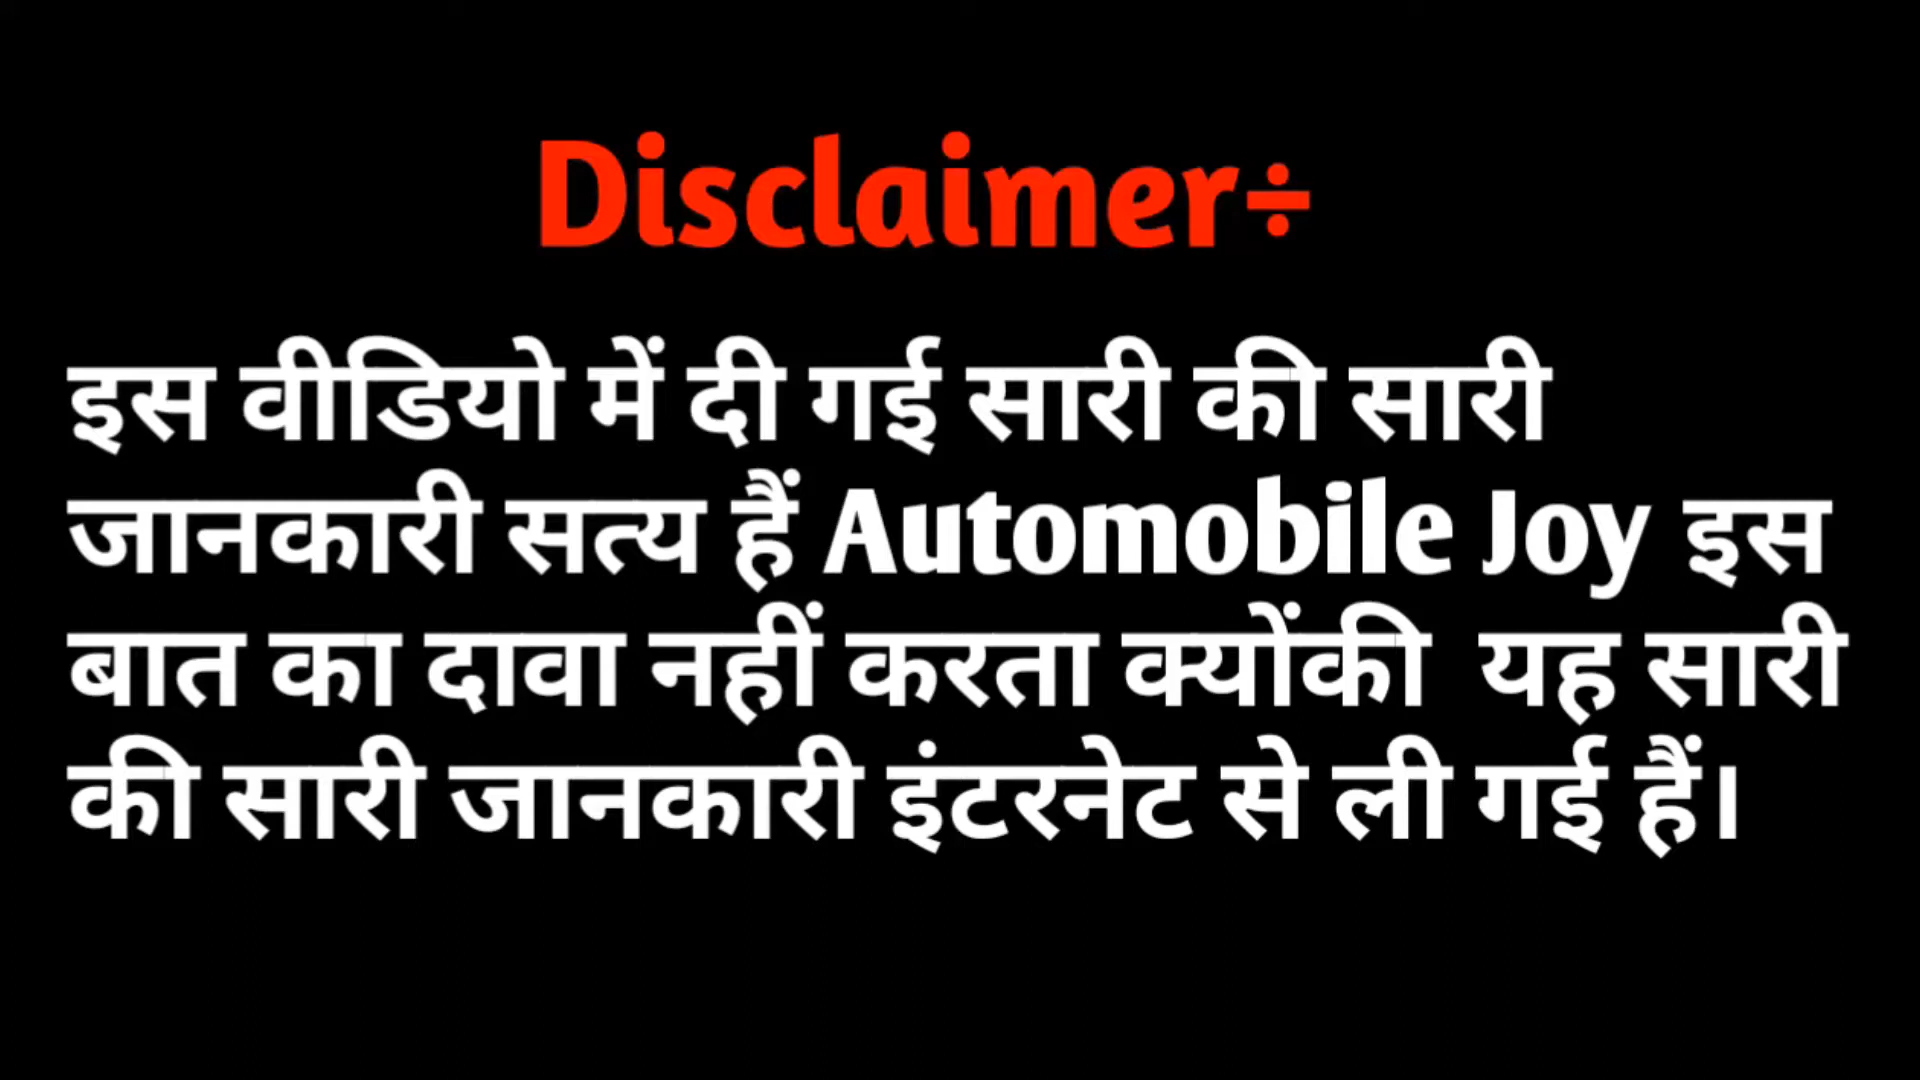 Disclaimer÷
इस वीडियो में दी गई सारी की सारी
जानकारी सत्य हैं Automobile Joy इस
बात का दावा नहीं करता क्योंकी यह सारी
की सारी जानकारी इंटरनेट से ली गई हैं।